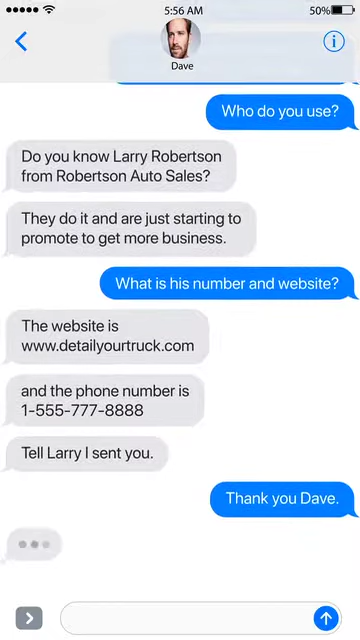 5:56 AM
50%
Dave
Who do you use?
Do you know Larry Robertson
from Robertson Auto Sales?
They do it and are just starting to
promote to get more business.
What is his number and website?
The website is
www.detailyourtruck.com
and the phone number is
1-555-777-8888
Tell Larry I sent you.
Thank you Dave.